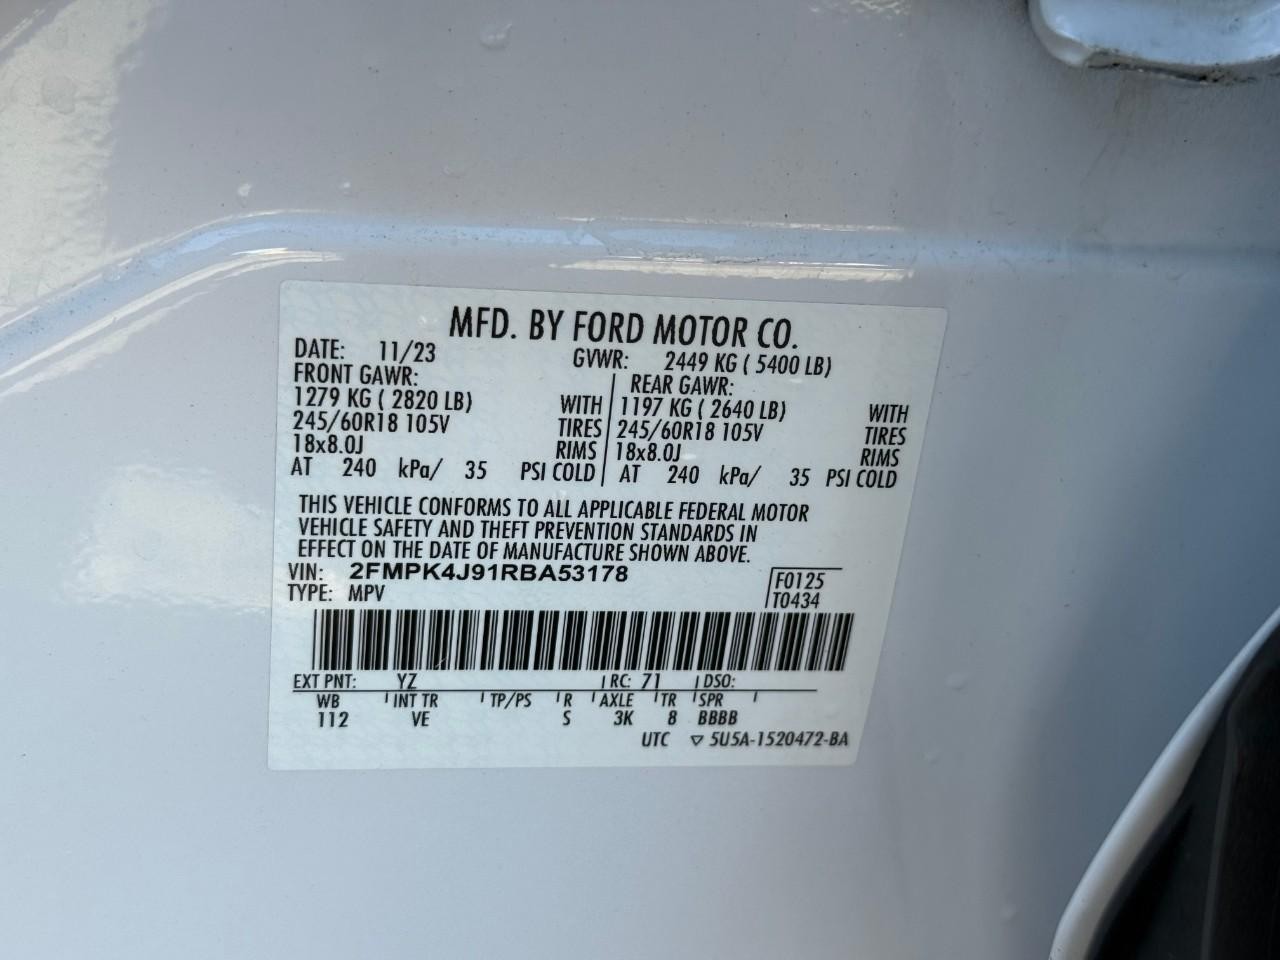 MFD. BY FORD MOTOR CO.
DATE: 11/23 GVWR: 2449 KG ( 5400 LB)
FRONT GAWR: REAR GAWR:
1279 KG ( 2820 LB) WITH 1197 KG ( 2640 LB) WITH
245/60R18 105V TIRES 245/60R18 105V TIRES
18x8.0J RIMS 18x8.0J RIMS
AT 240 kPa/ 35 PSI COLD AT 240 kPa/ 35 PSI COLD
THIS VEHICLE CONFORMS TO ALL APPLICABLE FEDERAL MOTOR
VEHICLE SAFETY AND THEFT PREVENTION STANDARDS IN
EFFECT ON THE DATE OF MANUFACTURE SHOWN ABOVE.
VIN: 2FMPK4J91RBA53178 F0125
TYPE: MPV T0434
EXT PNT: YZ RC: 71 DSO:
WB INT TR TP/PS R AXLE TR SPR
112 VE S 3K 8 BBBB
UTC ▽ 5U5A-1520472-BA